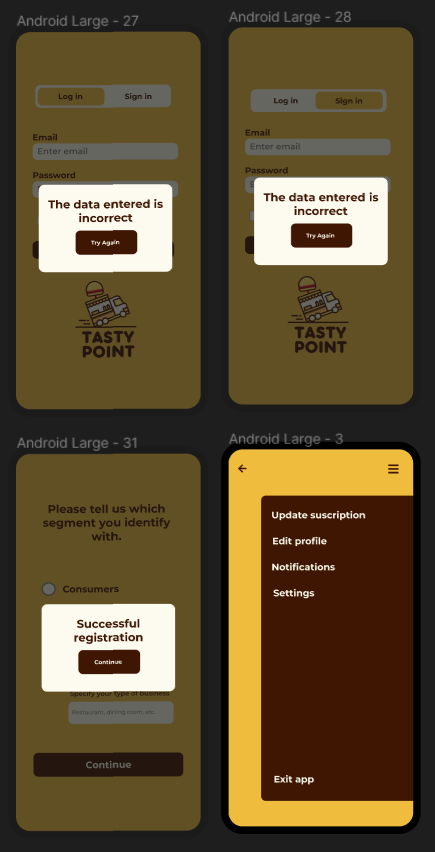 Android Large - 27
Log in
Sign in
Email
Enter email
Password
The data entered is
incorrect
Try Again
TASTY
POINT
Android Large - 28
Log in
Sign in
Email
Enter email
Password
The data entered is
incorrect
Try Again
TASTY
POINT
Android Large - 31
Please tell us which
segment you identify
with.
Consumers
Successful
registration
Continue
Specify your type of business
Restaurant, dining room, etc.
Continue
Android Large - 3
Update suscription
Edit profile
Notifications
Settings
Exit app